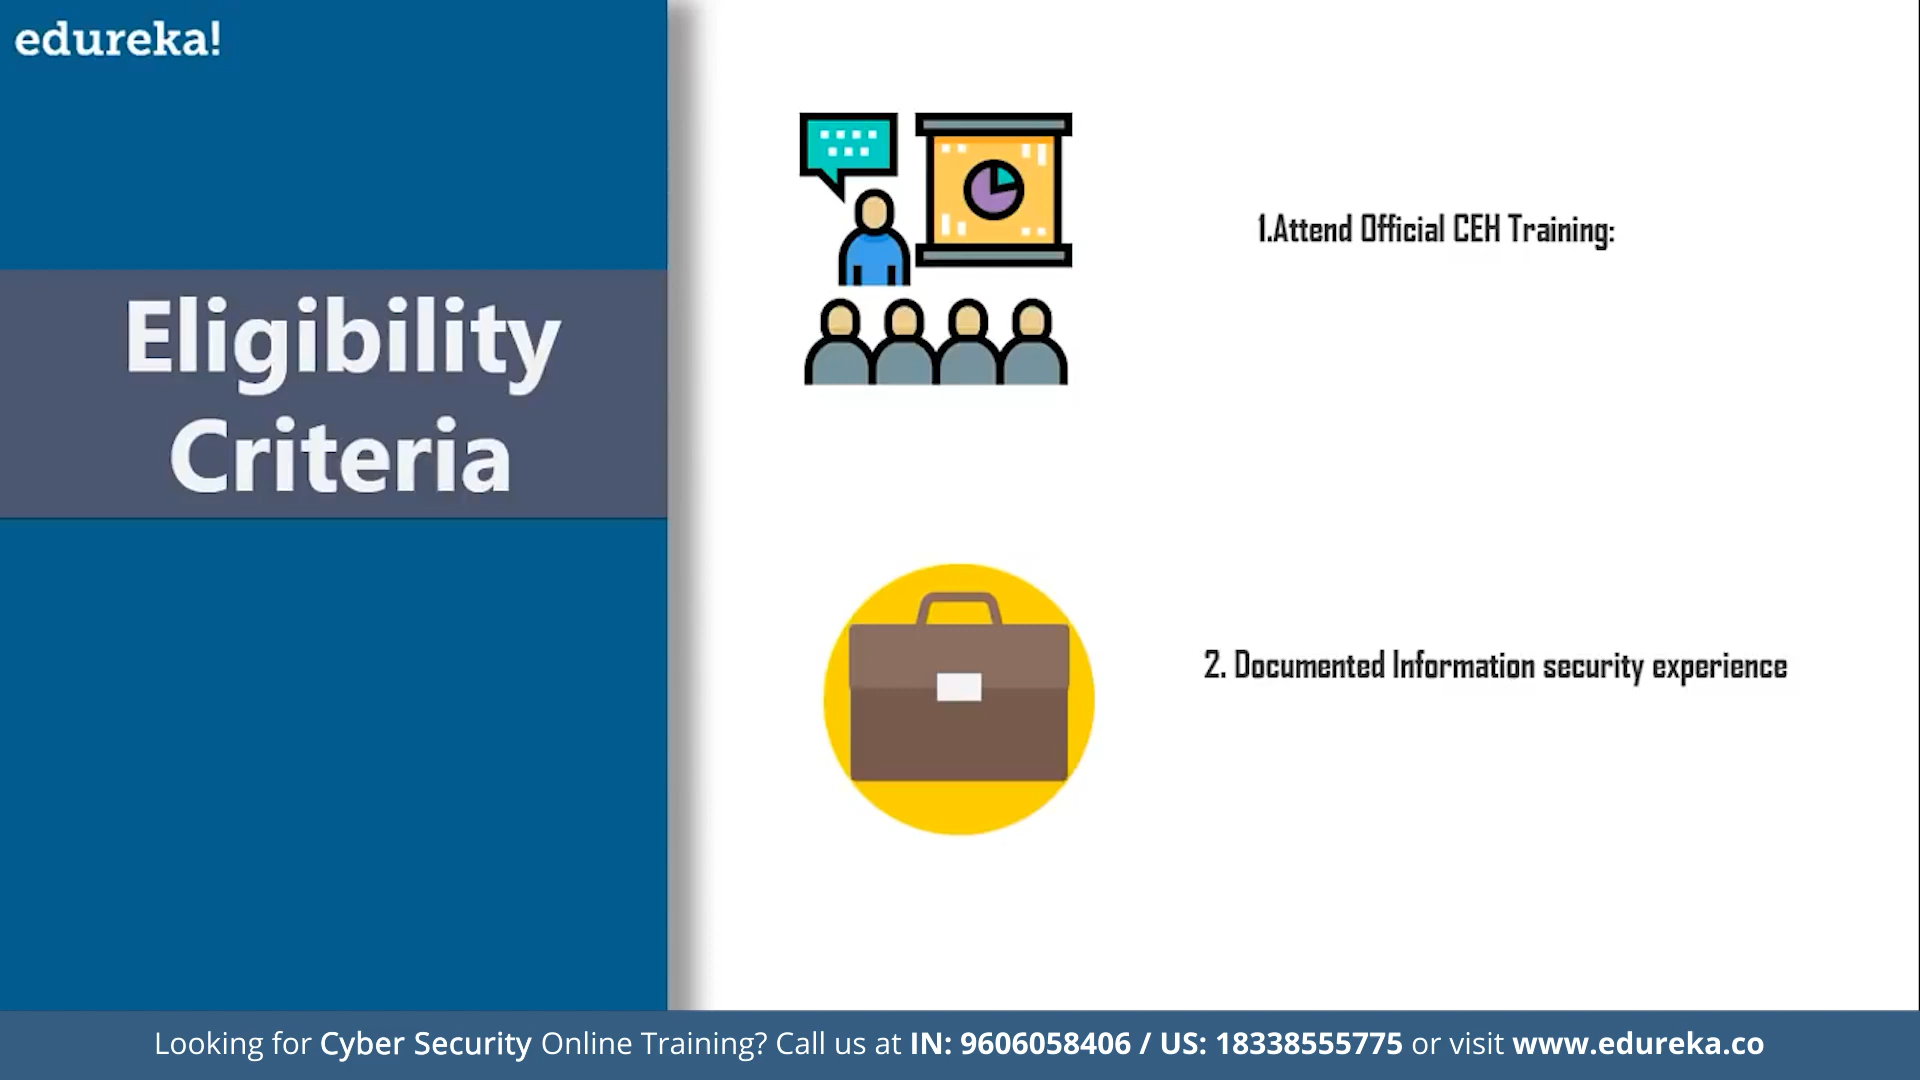 edureka!
Eligibility
Criteria
1.Attend Official CEH Training:
2. Documented Information security experience
Looking for Cyber Security Online Training? Call us at IN: 9606058406 / US: 18338555775 or visit www.edureka.co